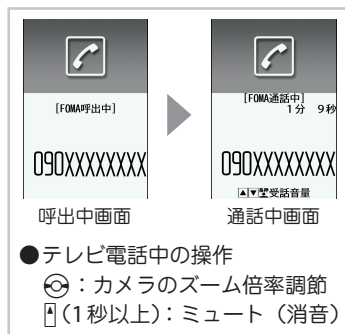 [FOMA呼出中]
090XXXXXXXX
[FOMA通話中]
1分 9秒
090XXXXXXXX
受話音量
呼出中画面
通話中画面
●テレビ電話中の操作
：カメラのズーム倍率調節
(1秒以上)：ミュート（消音）